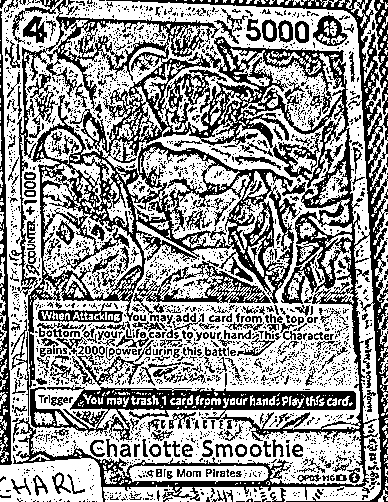 4 5000
COUNTER +1000
When Attacking You may add 1 card from the top or
bottom of your Life cards to your hand: This Character
gains +2000 power during this battle.
Trigger You may trash 1 card from your hand: Play this card.
CHARACTER
Charlotte Smoothie
Big Mom Pirates
CHARL